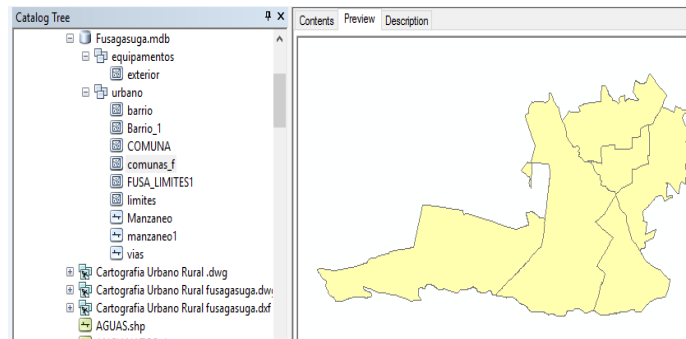 Catalog Tree
Contents Preview Description
Fusagasuga.mdb
equipamentos
exterior
urbano
barrio
Barrio_1
COMUNA
comunas_f
FUSA_LIMITES1
limites
Manzaneo
manzaneo1
vias
Cartografia Urbano Rural .dwg
Cartografia Urbano Rural fusagasuga.dw
Cartografia Urbano Rural fusagasuga.dxf
AGUAS.shp